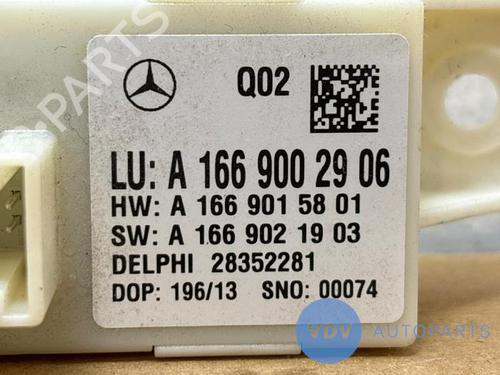 Q02
LU: A 166 900 29 06
HW: A 166 901 58 01
SW: A 166 902 19 03
DELPHI 28352281
DOP: 196/13 SNO: 00074
VDV AUTOPARTS
B-PARTS